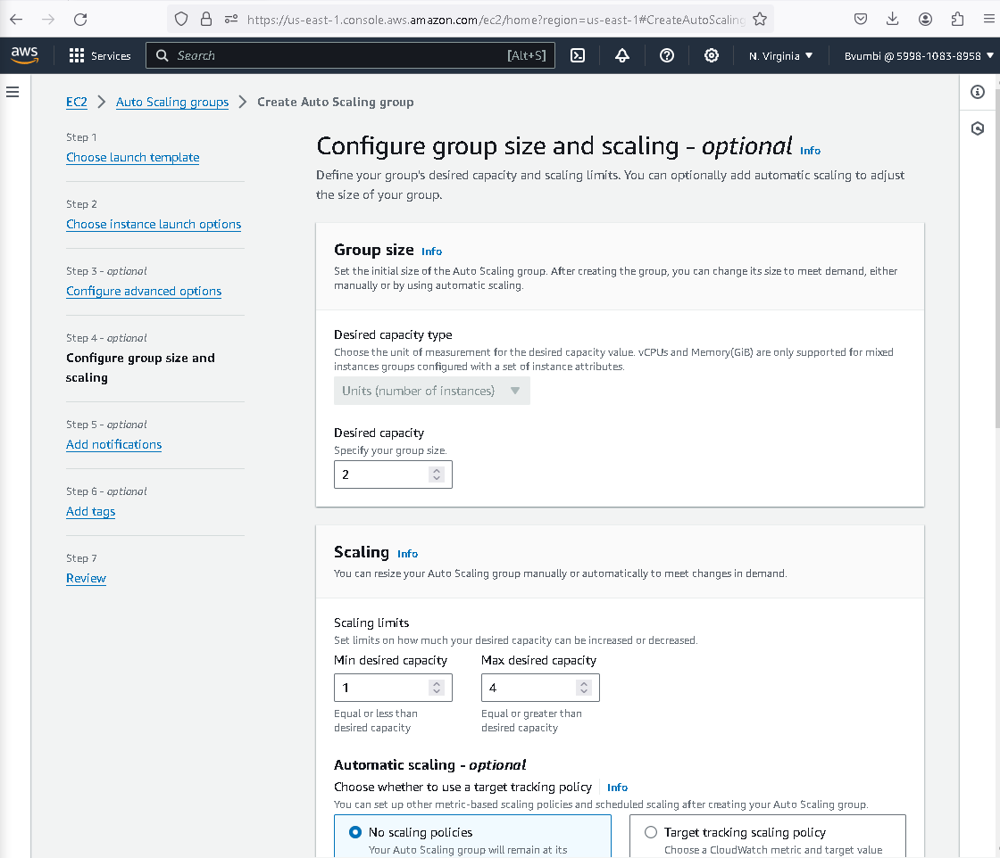 https://us-east-1.console.aws.amazon.com/ec2/home?region=us-east-1#CreateAutoScaling
aws
Services
Search
[Alt+S]
N. Virginia
Bvumbi @ 5998-1083-8958
EC2
Auto Scaling groups
Create Auto Scaling group
Step 1
Choose launch template
Step 2
Choose instance launch options
Step 3 - optional
Configure advanced options
Step 4 - optional
Configure group size and
scaling
Step 5 - optional
Add notifications
Step 6 - optional
Add tags
Step 7
Review
Configure group size and scaling - optional Info
Define your group's desired capacity and scaling limits. You can optionally add automatic scaling to adjust
the size of your group.
Group size Info
Set the initial size of the Auto Scaling group. After creating the group, you can change its size to meet demand, either
manually or by using automatic scaling.
Desired capacity type
Choose the unit of measurement for the desired capacity value. vCPUs and Memory(GiB) are only supported for mixed
instances groups configured with a set of instance attributes.
Units (number of instances)
Desired capacity
Specify your group size.
2
Scaling Info
You can resize your Auto Scaling group manually or automatically to meet changes in demand.
Scaling limits
Set limits on how much your desired capacity can be increased or decreased.
Min desired capacity
1
Equal or less than
desired capacity
Max desired capacity
4
Equal or greater than
desired capacity
Automatic scaling - optional
Choose whether to use a target tracking policy Info
You can set up other metric-based scaling policies and scheduled scaling after creating your Auto Scaling group.
No scaling policies
Your Auto Scaling group will remain at its
Target tracking scaling policy
Choose a CloudWatch metric and target value